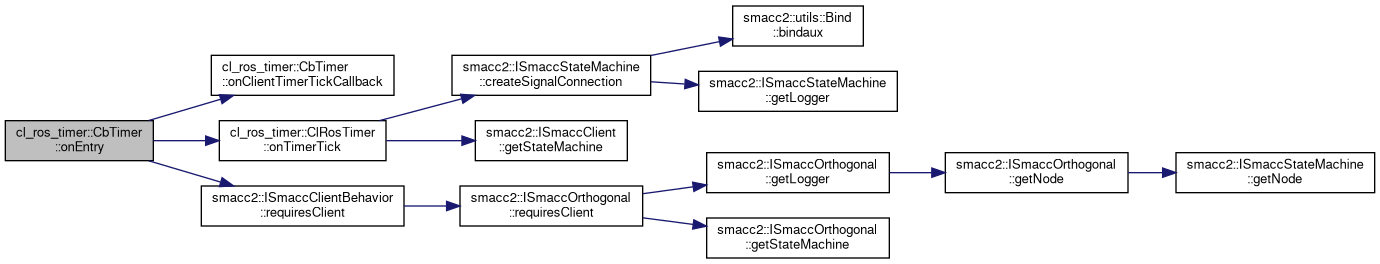 cl_ros_timer::CbTimer
::onEntry
cl_ros_timer::CbTimer
::onClientTimerTickCallback
cl_ros_timer::ClRosTimer
::onTimerTick
smacc2::ISmaccClientBehavior
::requiresClient
smacc2::ISmaccStateMachine
::createSignalConnection
smacc2::ISmaccClient
::getStateMachine
smacc2::ISmaccOrthogonal
::requiresClient
smacc2::utils::Bind
::bindaux
smacc2::ISmaccStateMachine
::getLogger
smacc2::ISmaccOrthogonal
::getLogger
smacc2::ISmaccOrthogonal
::getStateMachine
smacc2::ISmaccOrthogonal
::getNode
smacc2::ISmaccStateMachine
::getNode